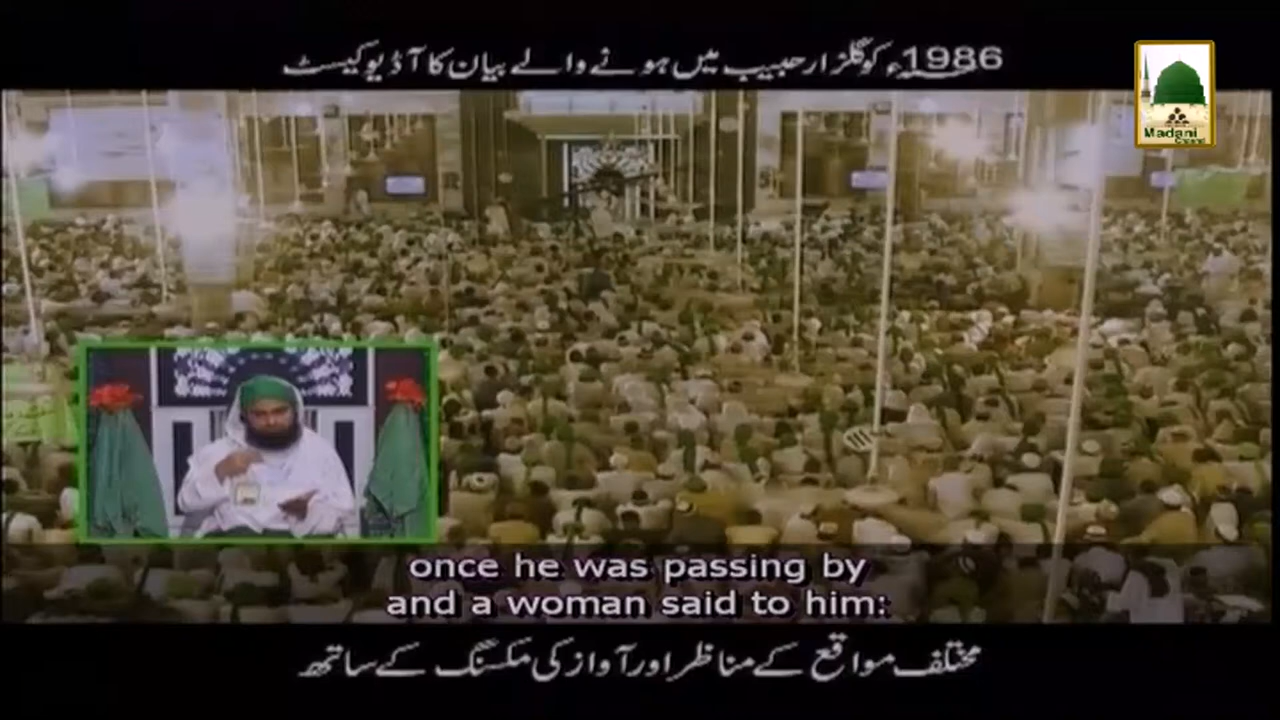 1986ء کو گلزار حبیب میں ہونے والے بیان کا آڈیو کیسٹ
Madani
Channel
once he was passing by
and a woman said to him:
مختلف مواقع کے مناظر اور آواز کی مکسنگ کے ساتھ